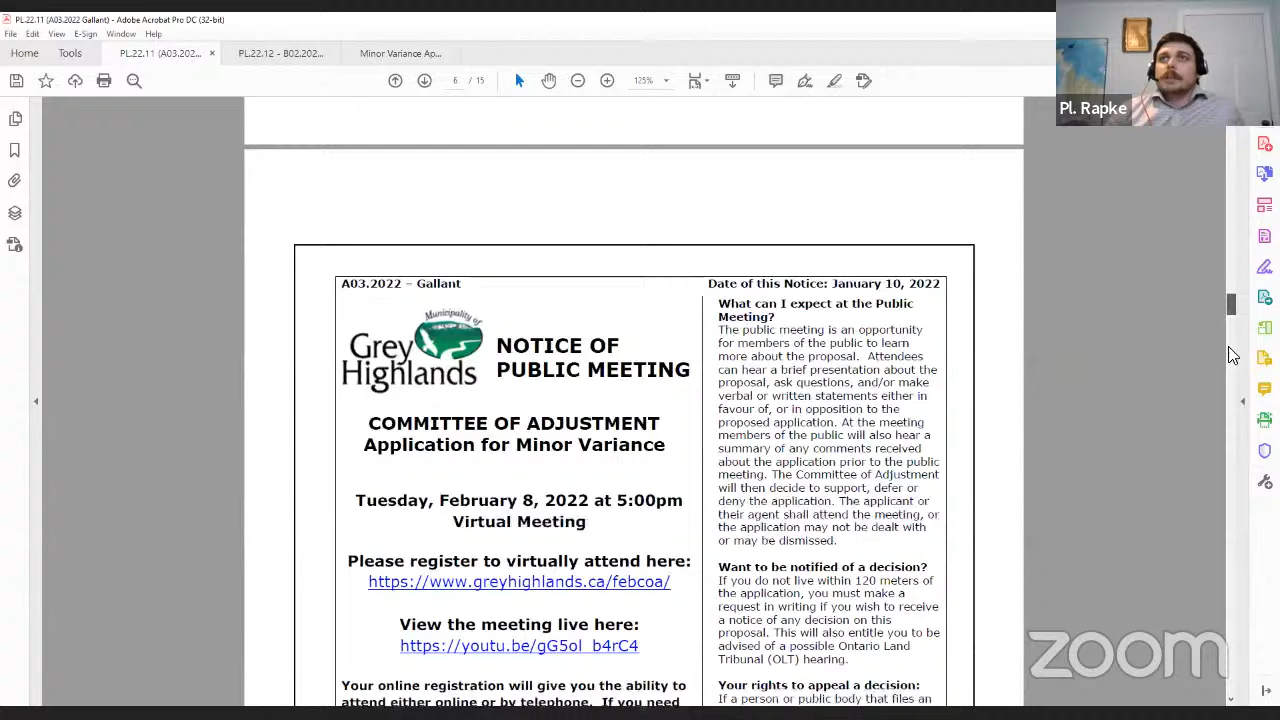 PL.22.11 (A03.2022 Gallant) - Adobe Acrobat Pro DC (32-bit)
File Edit View E-Sign Window Help
Home Tools PL.22.11 (A03.202... × PL.22.12 - B02.202... Minor Variance Ap...
6 / 15 125%
Pl. Rapke
A03.2022 – Gallant
Date of this Notice: January 10, 2022
Municipality of
Grey
Highlands
NOTICE OF
PUBLIC MEETING
COMMITTEE OF ADJUSTMENT
Application for Minor Variance
Tuesday, February 8, 2022 at 5:00pm
Virtual Meeting
Please register to virtually attend here:
https://www.greyhighlands.ca/febcoa/
View the meeting live here:
https://youtu.be/gG5ol_b4rC4
Your online registration will give you the ability to
attend either online or by telephone. If you need
What can I expect at the Public
Meeting?
The public meeting is an opportunity
for members of the public to learn
more about the proposal. Attendees
can hear a brief presentation about the
proposal, ask questions, and/or make
verbal or written statements either in
favour of, or in opposition to the
proposed application. At the meeting
members of the public will also hear a
summary of any comments received
about the application prior to the public
meeting. The Committee of Adjustment
will then decide to support, defer or
deny the application. The applicant or
their agent shall attend the meeting, or
the application may not be dealt with
or may be dismissed.
Want to be notified of a decision?
If you do not live within 120 meters of
the application, you must make a
request in writing if you wish to receive
a notice of any decision on this
proposal. This will also entitle you to be
advised of a possible Ontario Land
Tribunal (OLT) hearing.
Your rights to appeal a decision:
If a person or public body that files an
zoom